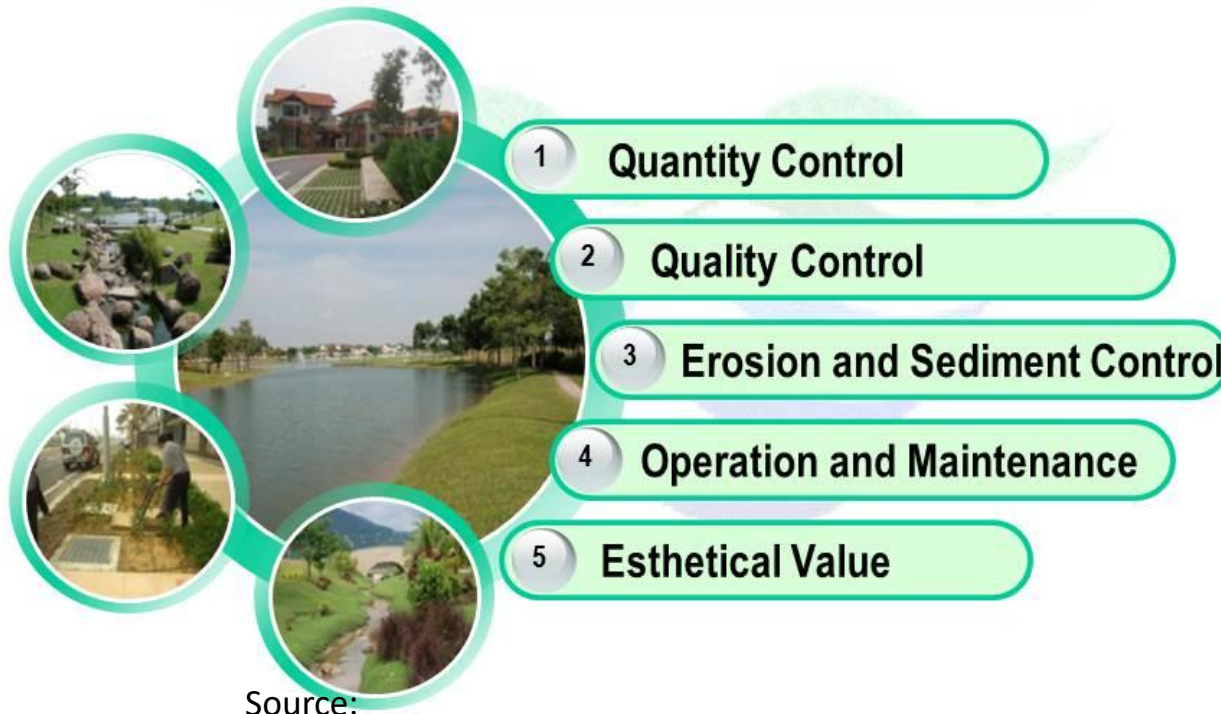 1 Quantity Control
2 Quality Control
3 Erosion and Sediment Control
4 Operation and Maintenance
5 Esthetical Value
Source: